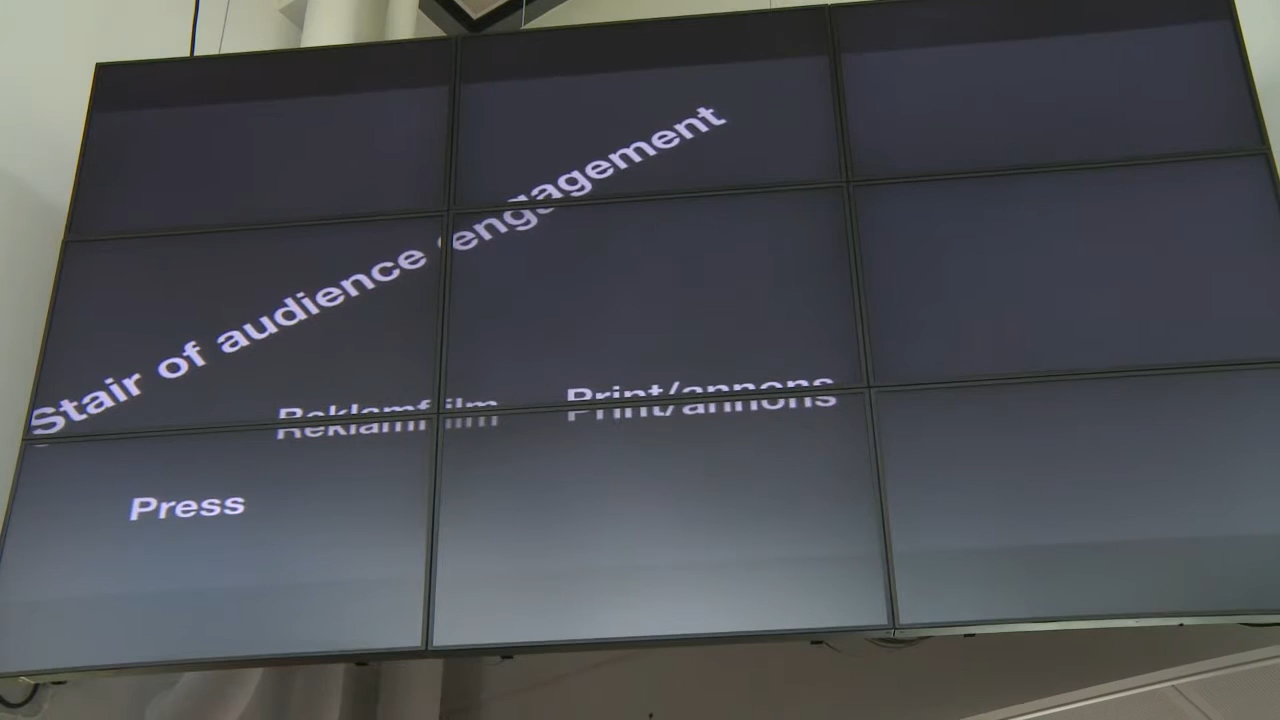 Stair of audience engagement
Reklamfilm
Print/annons
Press